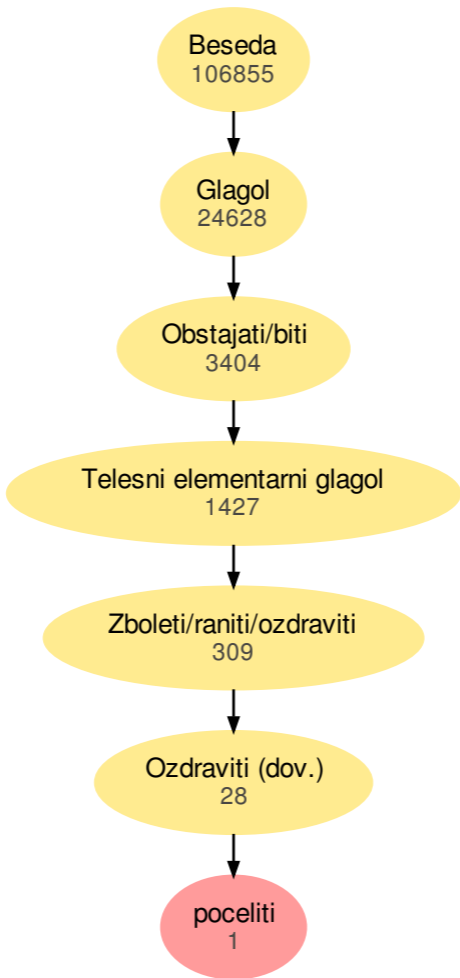 Beseda
106855
Glagol
24628
Obstajati/biti
3404
Telesni elementarni glagol
1427
Zboleti/raniti/ozdraviti
309
Ozdraviti (dov.)
28
poceliti
1